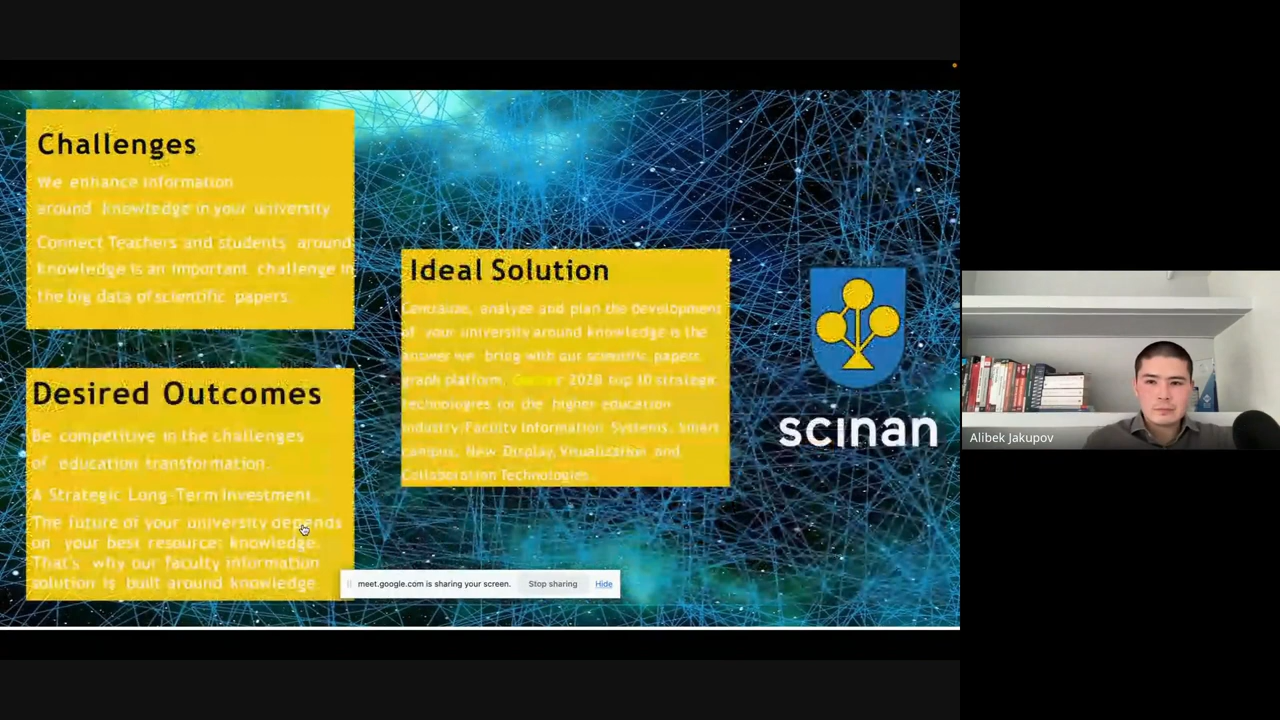 Challenges
We enhance information
around knowledge in your university
Connect Teachers and students around
knowledge is an important challenge in
the big data of scientific papers.
Desired Outcomes
Be competitive in the challenges
of education transformation.
A Strategic Long-Term Investment.
The future of your university depends
on your best resource: knowledge.
That's why our faculty information
solution is built around knowledge
Ideal Solution
Centralize, analyze and plan the development
of your university around knowledge is the
answer we bring with our scientific papers
graph platform. 2020 top 10 strategic
technologies for the higher education
industry:Faculty Information Systems, Smart
campus, New Display, Visualization and
Collaboration Technologies.
scinan
meet.google.com is sharing your screen.
Stop sharing
Hide
Alibek Jakupov